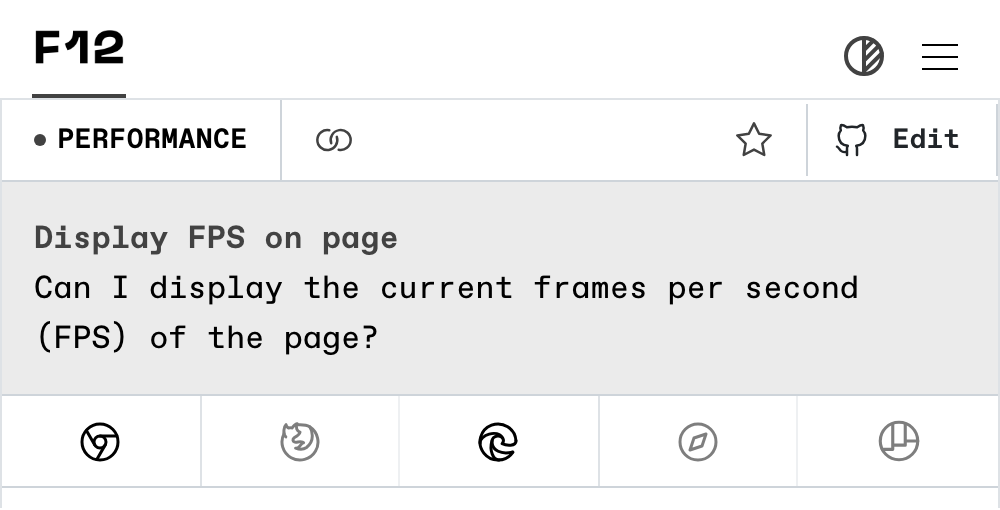 F12
PERFORMANCE
Edit
Display FPS on page
Can I display the current frames per second
(FPS) of the page?